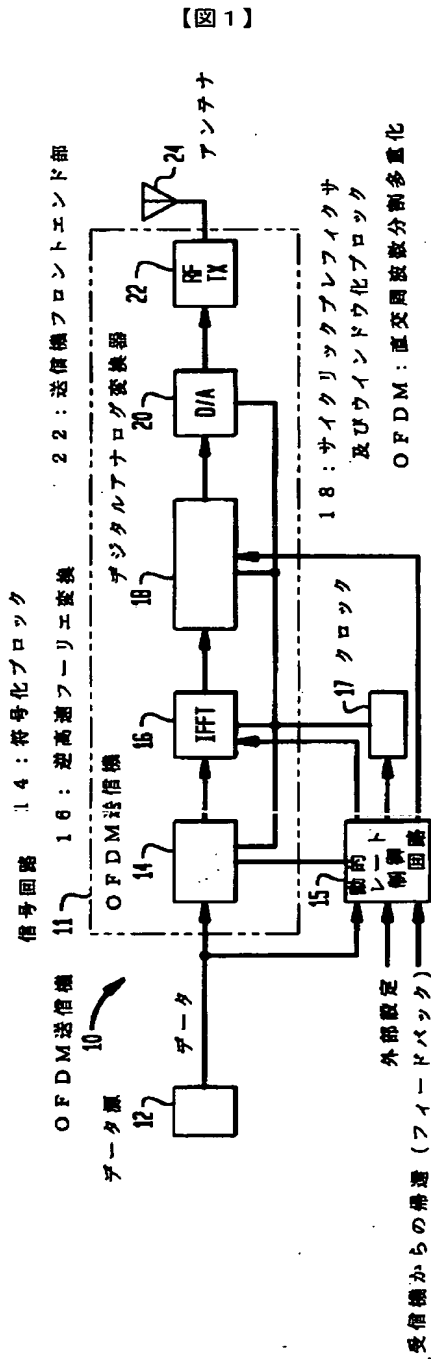 【図1】
信号回路
14:符号化ブロック
22:送信機フロントエンド部
OFDM送信機
11
16:逆高速フーリエ変換
10
OFDM送信機
デジタルアナログ変換器
24
アンテナ
データ源
12
データ
14
16
IFFT
18
20
D/A
22
RF
TX
15
動的
レート
制御
回路
17
クロック
18:サイクリックプレフィクサ
及びウインドウ化ブロック
OFDM:直交周波数分割多重化
外部設定
受信機からの帰還(フィードバック)